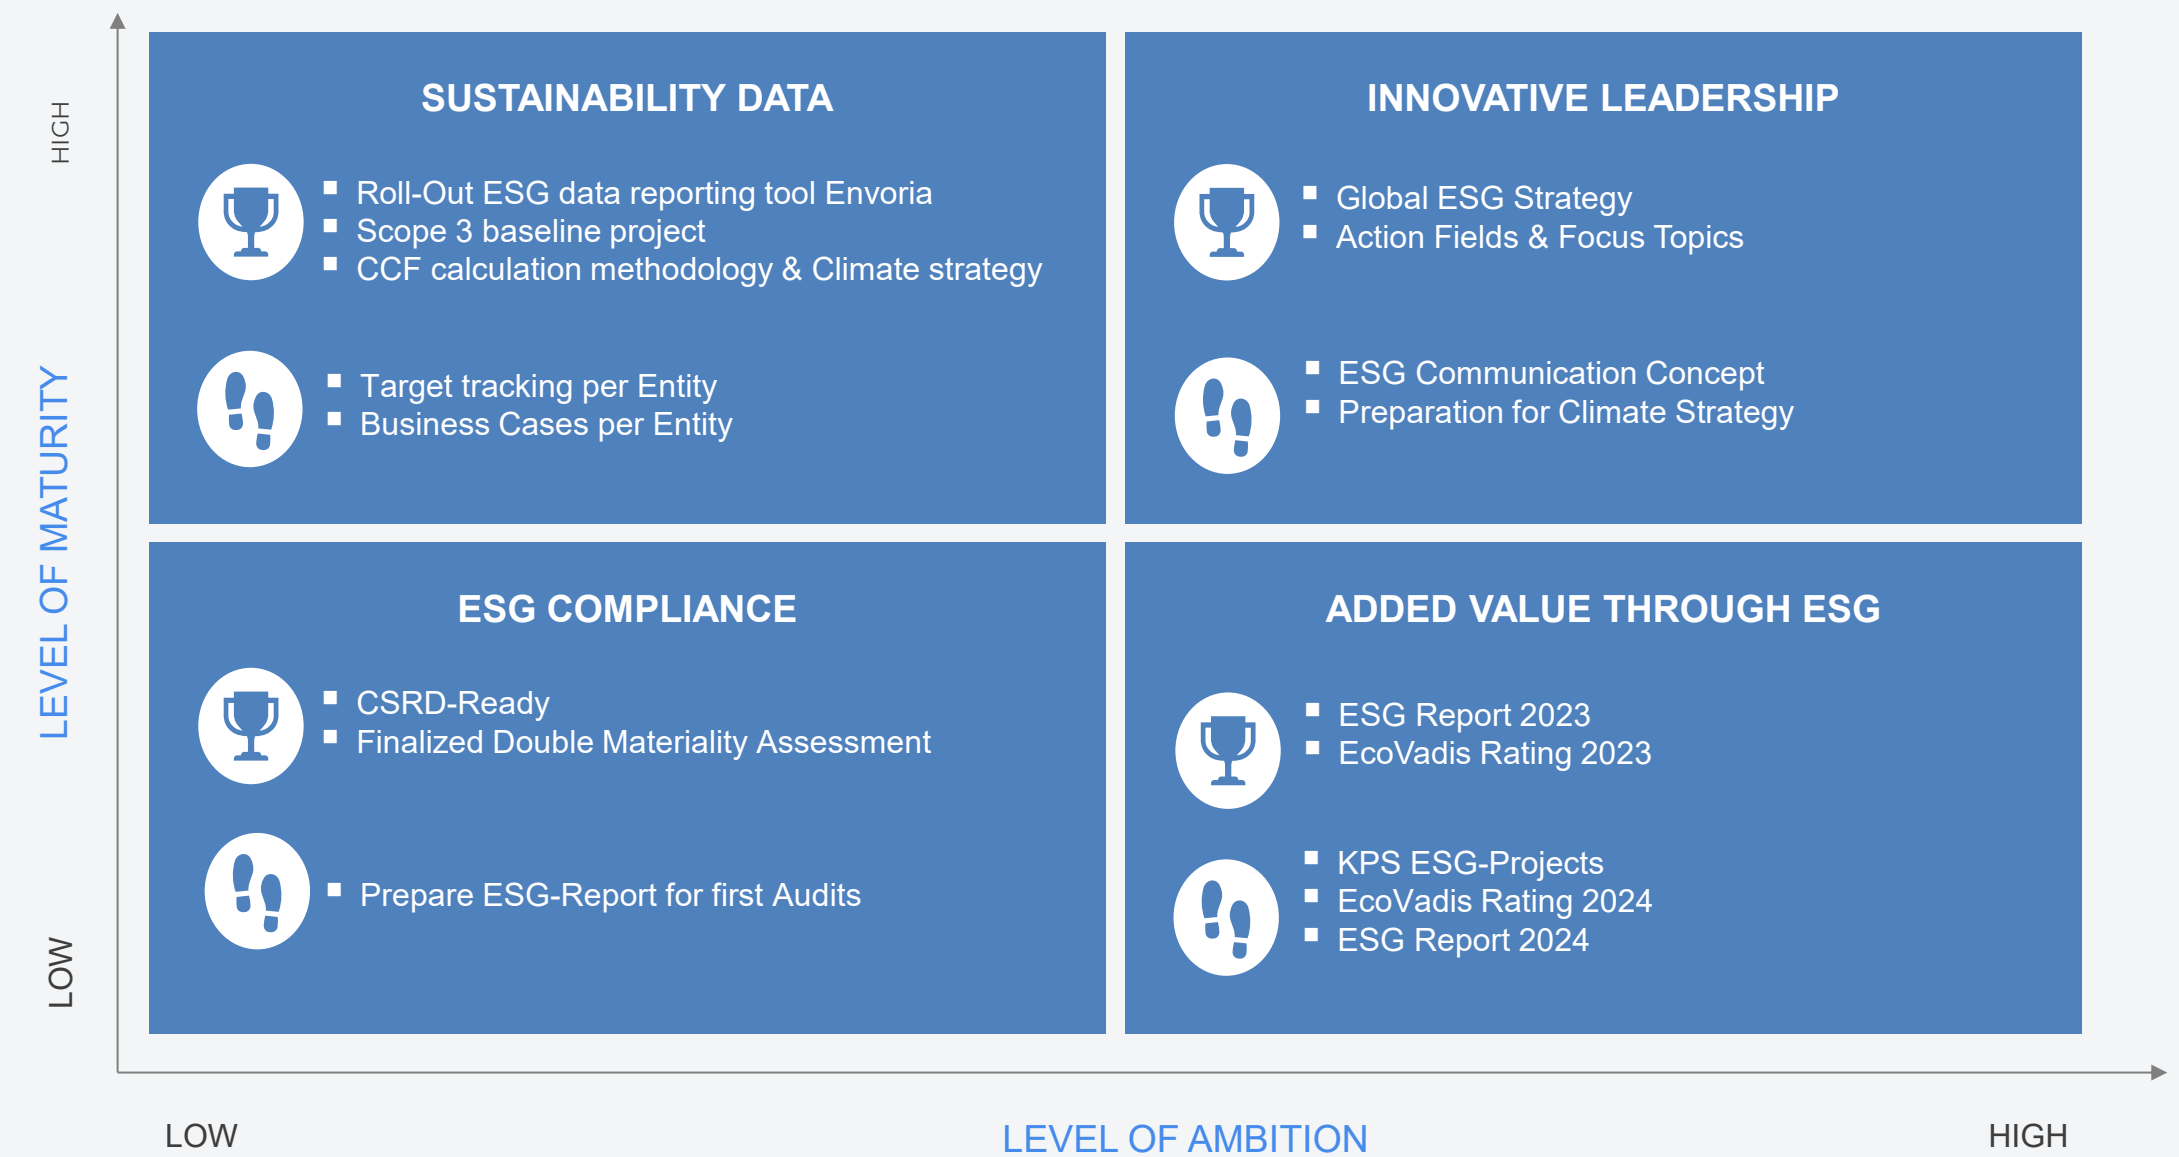 HIGH
LEVEL OF MATURITY
LOW
SUSTAINABILITY DATA
Roll-Out ESG data reporting tool Envoria
Scope 3 baseline project
CCF calculation methodology & Climate strategy
Target tracking per Entity
Business Cases per Entity
INNOVATIVE LEADERSHIP
Global ESG Strategy
Action Fields & Focus Topics
ESG Communication Concept
Preparation for Climate Strategy
ESG COMPLIANCE
CSRD-Ready
Finalized Double Materiality Assessment
Prepare ESG-Report for first Audits
ADDED VALUE THROUGH ESG
ESG Report 2023
EcoVadis Rating 2023
KPS ESG-Projects
EcoVadis Rating 2024
ESG Report 2024
LOW
LEVEL OF AMBITION
HIGH